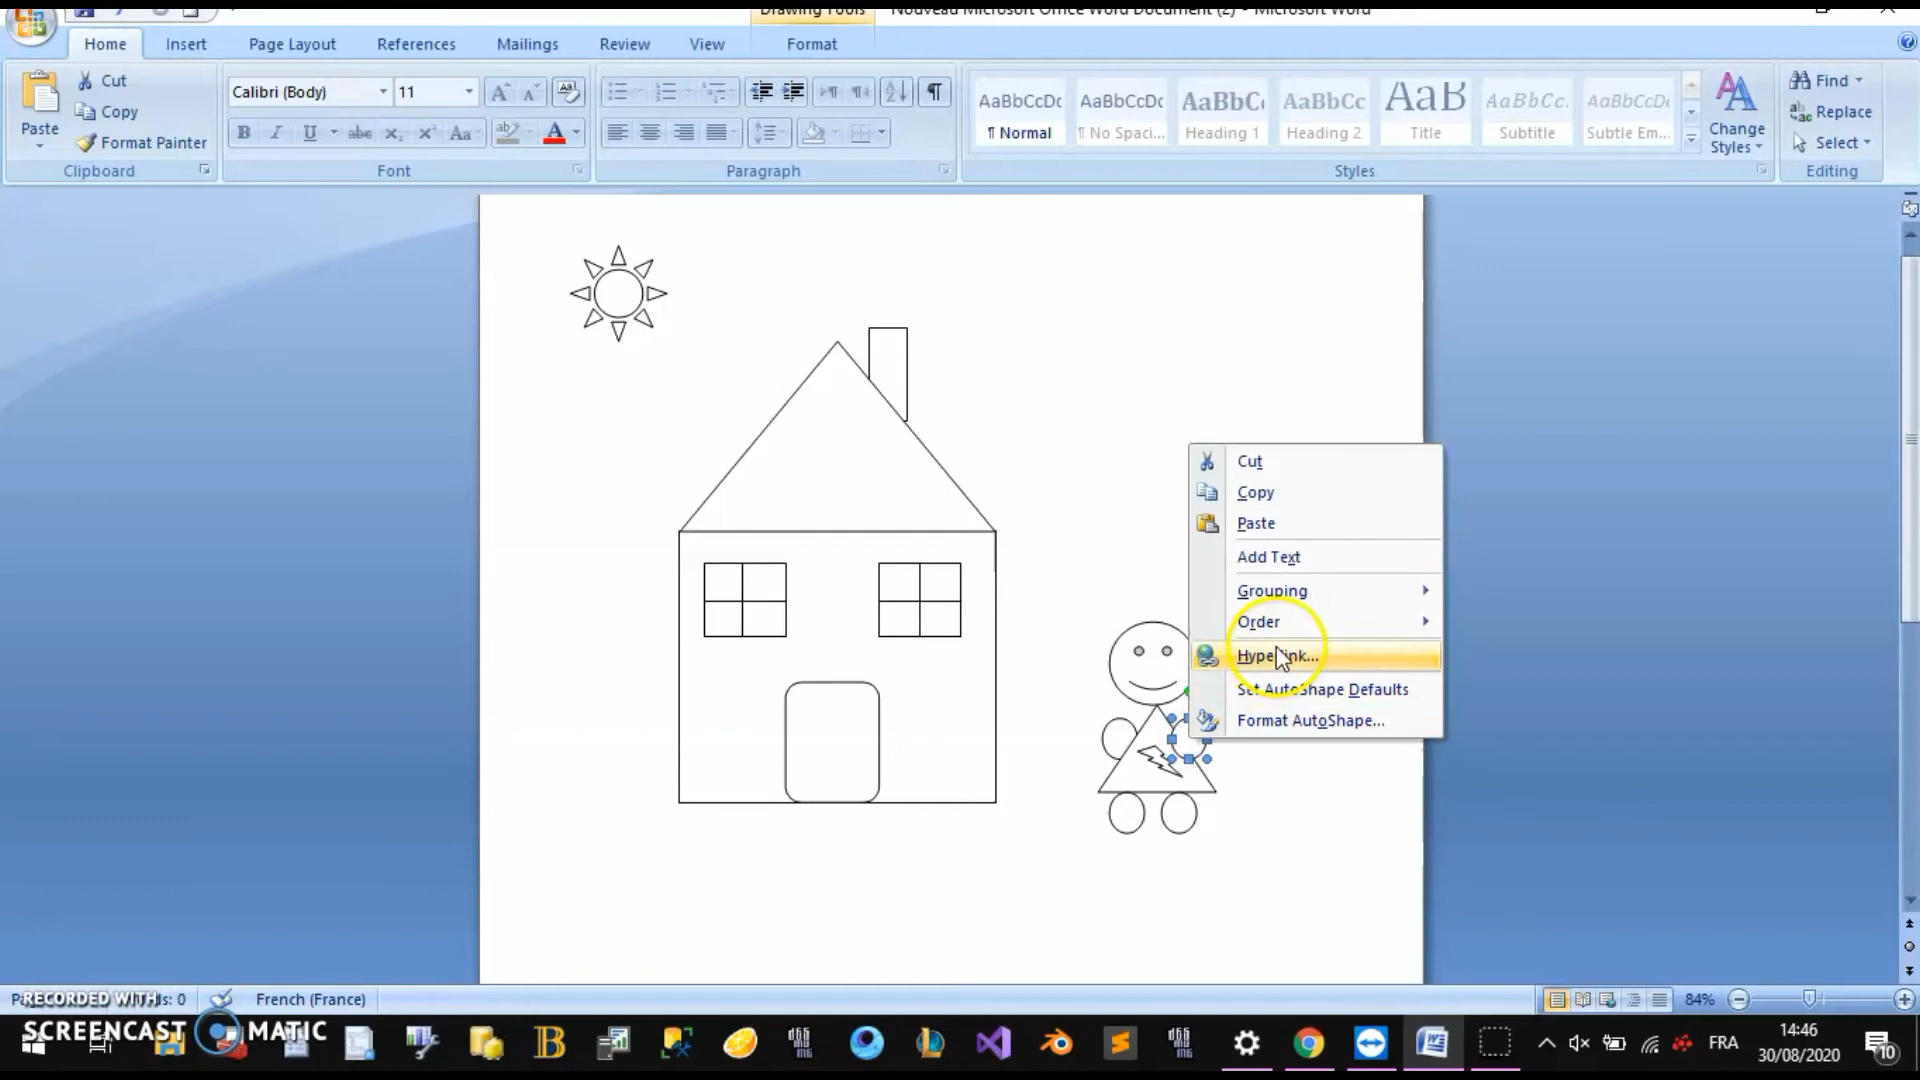 Drawing Tools
Nouveau Microsoft Office Word Document (2) - Microsoft Word
Home
Insert
Page Layout
References
Mailings
Review
View
Format
Paste
Cut
Copy
Format Painter
Clipboard
Calibri (Body)
11
Font
Paragraph
AaBbCcDc
¶ Normal
AaBbCcDc
¶ No Spaci...
AaBbC
Heading 1
AaBbCc
Heading 2
AaB
Title
AaBbCc.
Subtitle
AaBbCcDc
Subtle Em...
Change
Styles
Styles
Find
Replace
Select
Editing
Cut
Copy
Paste
Add Text
Grouping
Order
Hyperlink...
Set AutoShape Defaults
Format AutoShape...
RECORDED WITH
SCREENCAST MATIC
: 0
French (France)
84%
FRA
14:46
30/08/2020
10